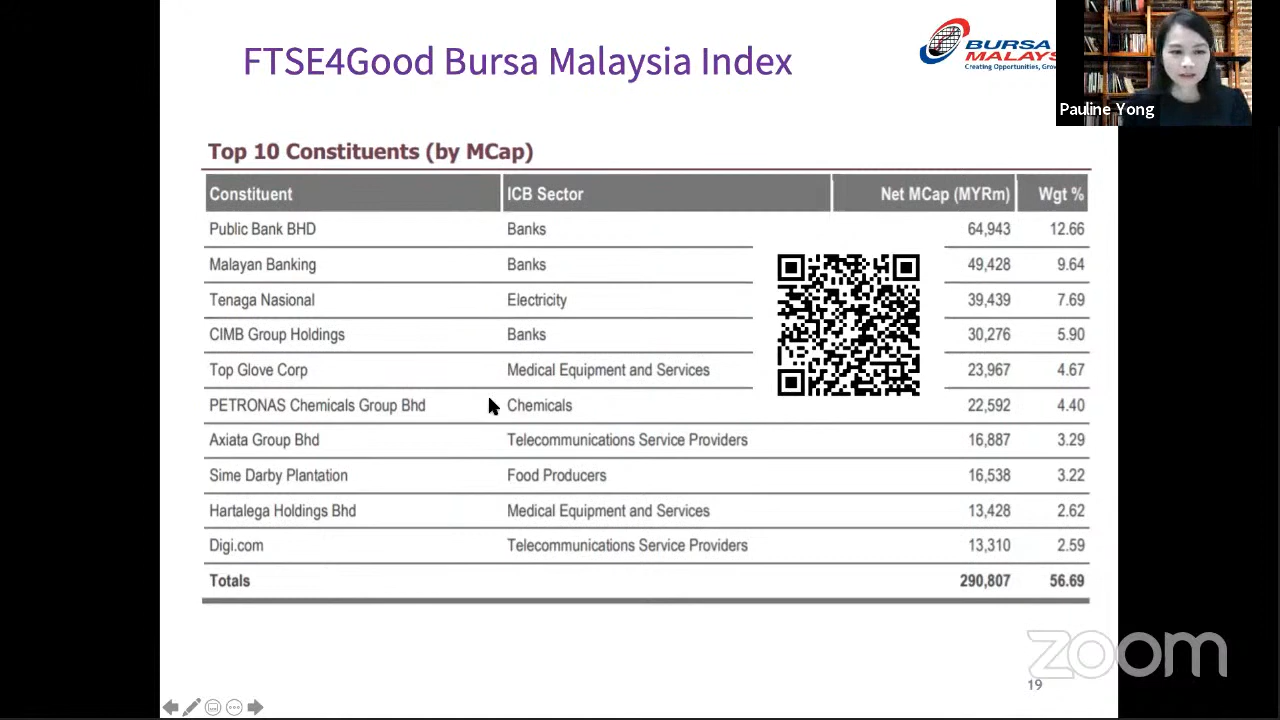 FTSE4Good Bursa Malaysia Index
BURSA
MALAYS
Creating Opportunities, Grow
Pauline Yong
Top 10 Constituents (by MCap)
Constituent ICB Sector Net MCap (MYRm) Wgt %
Public Bank BHD Banks 64,943 12.66
Malayan Banking Banks 49,428 9.64
Tenaga Nasional Electricity 39,439 7.69
CIMB Group Holdings Banks 30,276 5.90
Top Glove Corp Medical Equipment and Services 23,967 4.67
PETRONAS Chemicals Group Bhd Chemicals 22,592 4.40
Axiata Group Bhd Telecommunications Service Providers 16,887 3.29
Sime Darby Plantation Food Producers 16,538 3.22
Hartalega Holdings Bhd Medical Equipment and Services 13,428 2.62
Digi.com Telecommunications Service Providers 13,310 2.59
Totals 290,807 56.69
zoom
19